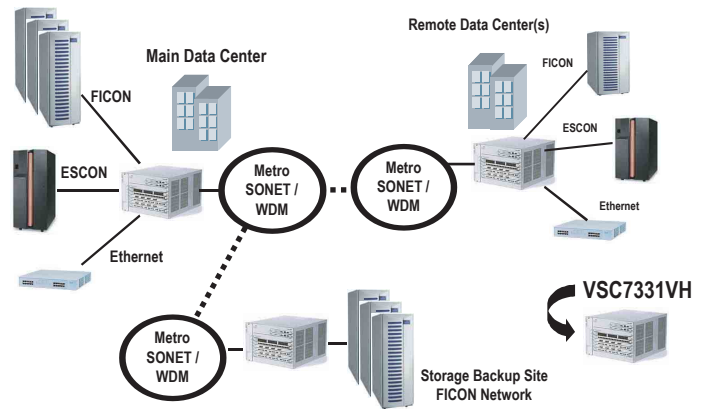 Remote Data Center(s)
Main Data Center
FICON
FICON
ESCON
ESCON
Metro
SONET /
WDM
Metro
SONET /
WDM
Ethernet
Ethernet
VSC7331VH
Metro
SONET /
WDM
Storage Backup Site
FICON Network